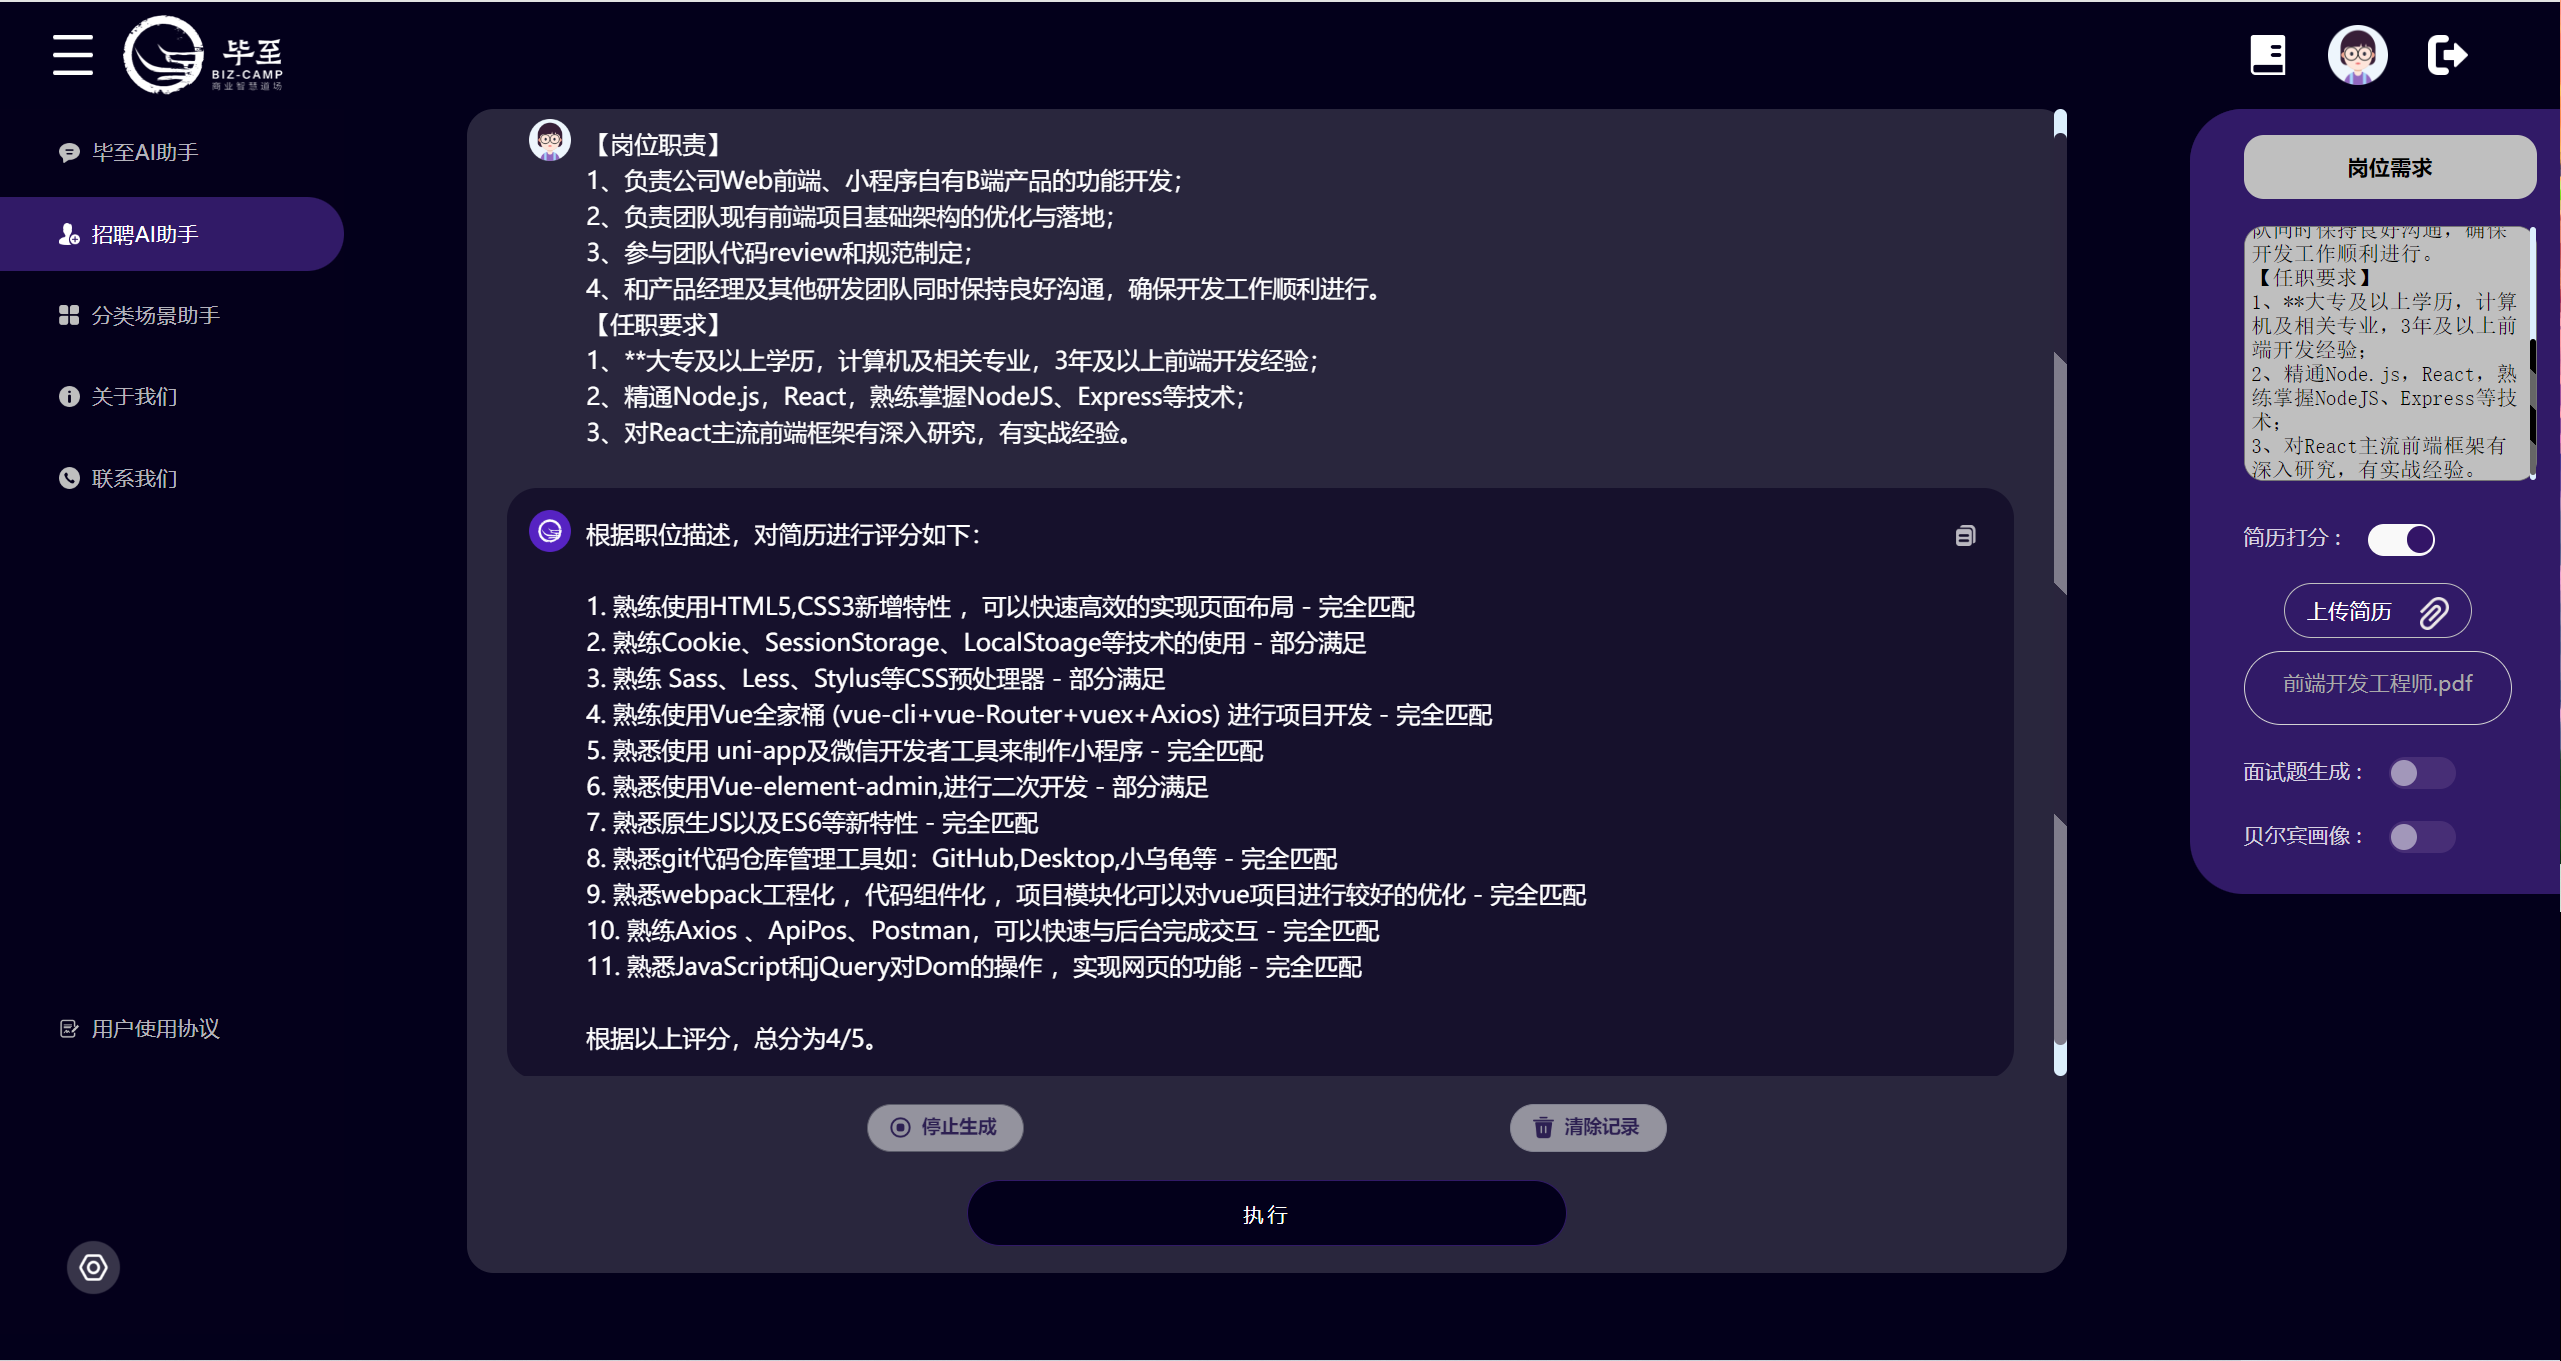 毕至
BIZ-CAMP
商业智慧道场
毕至AI助手
招聘AI助手
分类场景助手
关于我们
联系我们
用户使用协议
【岗位职责】
1、负责公司Web前端、小程序自有B端产品的功能开发；
2、负责团队现有前端项目基础架构的优化与落地；
3、参与团队代码review和规范制定；
4、和产品经理及其他研发团队同时保持良好沟通，确保开发工作顺利进行。
【任职要求】
1、**大专及以上学历，计算机及相关专业，3年及以上前端开发经验；
2、精通Node.js，React，熟练掌握NodeJS、Express等技术；
3、对React主流前端框架有深入研究，有实战经验。
根据职位描述，对简历进行评分如下：
1. 熟练使用HTML5,CSS3新增特性 ，可以快速高效的实现页面布局 - 完全匹配
2. 熟练Cookie、SessionStorage、LocalStoage等技术的使用 - 部分满足
3. 熟练 Sass、Less、Stylus等CSS预处理器 - 部分满足
4. 熟练使用Vue全家桶 (vue-cli+vue-Router+vuex+Axios) 进行项目开发 - 完全匹配
5. 熟悉使用 uni-app及微信开发者工具来制作小程序 - 完全匹配
6. 熟悉使用Vue-element-admin,进行二次开发 - 部分满足
7. 熟悉原生JS以及ES6等新特性 - 完全匹配
8. 熟悉git代码仓库管理工具如：GitHub,Desktop,小乌龟等 - 完全匹配
9. 熟悉webpack工程化 ，代码组件化 ，项目模块化可以对vue项目进行较好的优化 - 完全匹配
10. 熟练Axios 、ApiPos、Postman，可以快速与后台完成交互 - 完全匹配
11. 熟悉JavaScript和jQuery对Dom的操作 ，实现网页的功能 - 完全匹配
根据以上评分，总分为4/5。
停止生成
清除记录
执行
岗位需求
队同时保持良好沟通，确保
开发工作顺利进行。
【任职要求】
1、**大专及以上学历，计算
机及相关专业，3年及以上前
端开发经验；
2、精通Node.js，React，熟
练掌握NodeJS、Express等技
术；
3、对React主流前端框架有
深入研究，有实战经验。
简历打分：
上传简历
前端开发工程师.pdf
面试题生成：
贝尔宾画像：